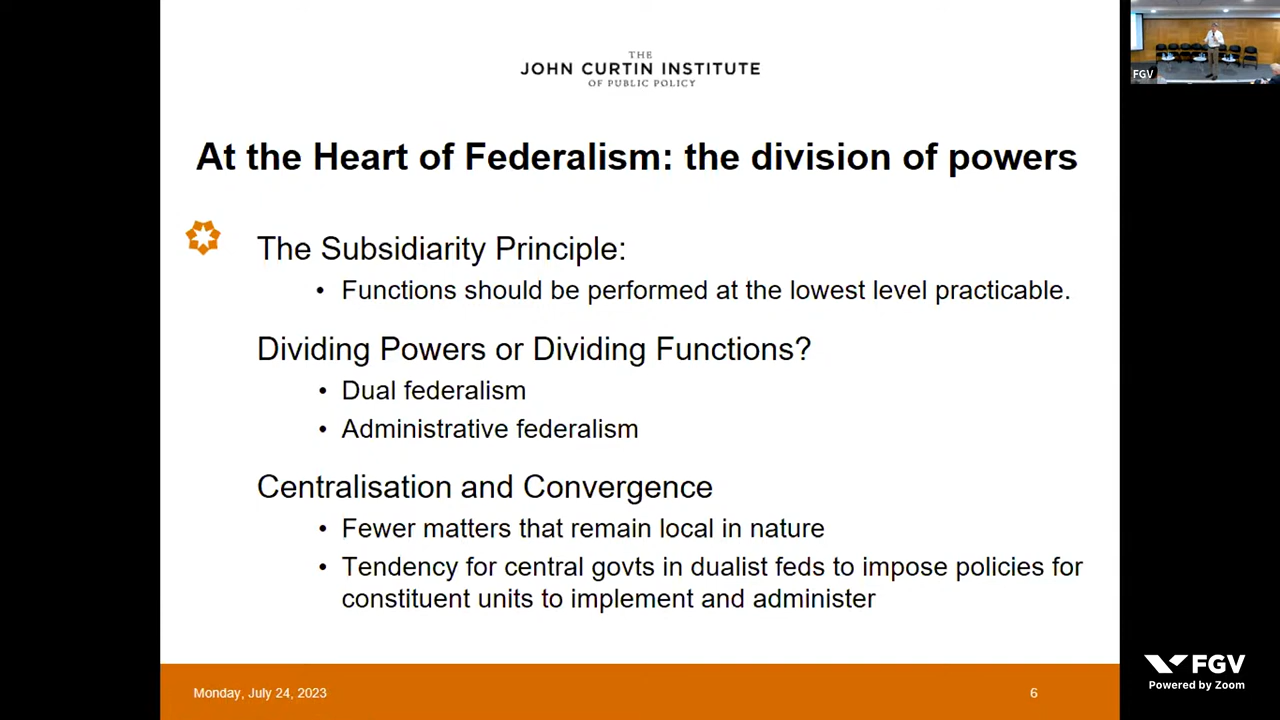 THE
JOHN CURTIN INSTITUTE
OF PUBLIC POLICY
FGV
At the Heart of Federalism: the division of powers
The Subsidiarity Principle:
• Functions should be performed at the lowest level practicable.
Dividing Powers or Dividing Functions?
• Dual federalism
• Administrative federalism
Centralisation and Convergence
• Fewer matters that remain local in nature
• Tendency for central govts in dualist feds to impose policies for
constituent units to implement and administer
Monday, July 24, 2023
6
FGV
Powered by Zoom